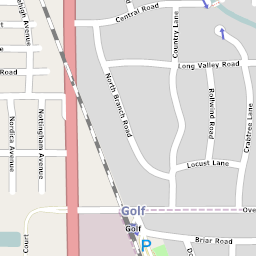 Central Road
Country Lane
Long Valley Road
Road
North Branch Road
Bollwind Road
Crabtree Lane
Nordica Avenue
Nottingham Avenue
Locust Lane
Golf
Golf
P
Briar Road
Court